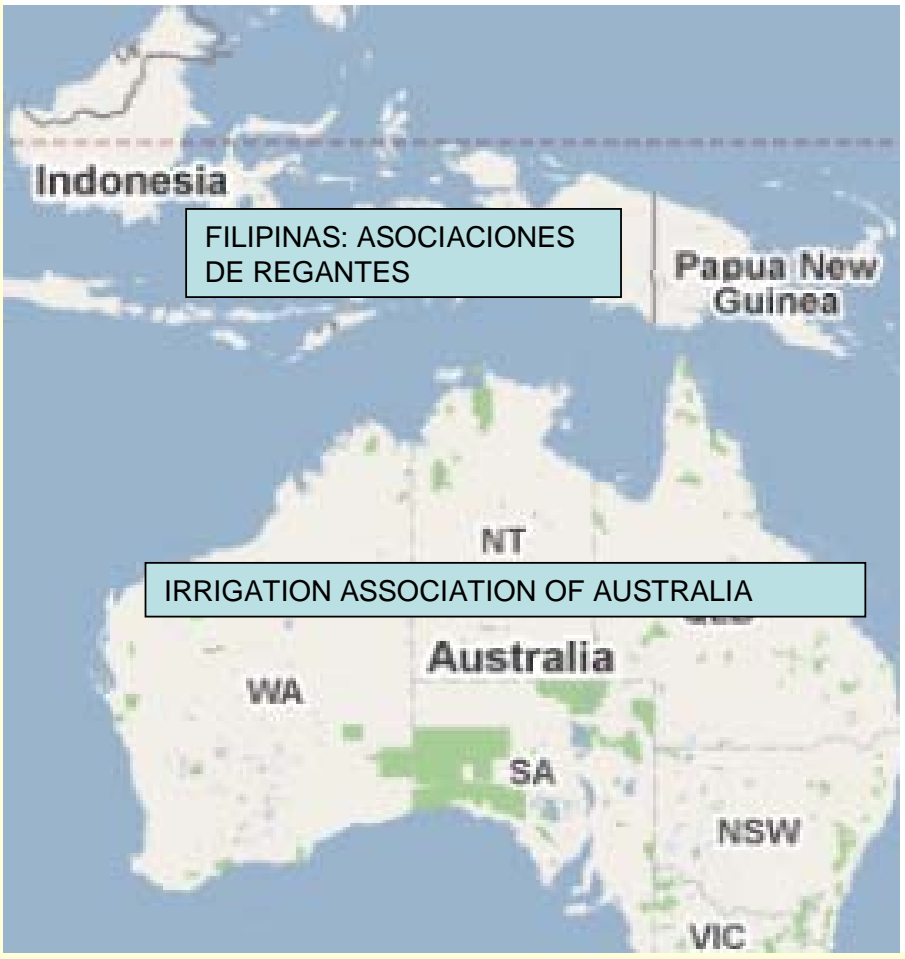 Indonesia
FILIPINAS: ASOCIACIONES
DE REGANTES
Papua New
Guinea
NT
IRRIGATION ASSOCIATION OF AUSTRALIA
Australia
WA
SA
NSW
VIC